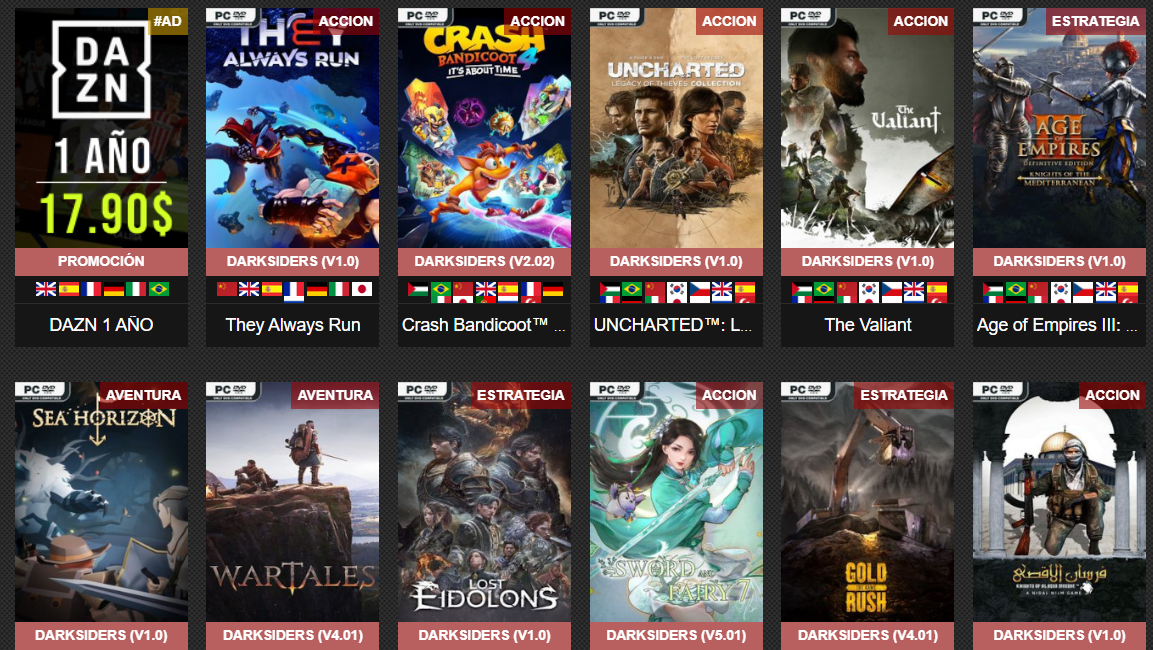 #AD
DA
ZN
1 AÑO
17.90$
PROMOCIÓN
DAZN 1 AÑO
PC DVD
ACCION
THEY
ALWAYS RUN
DARKSIDERS (V1.0)
They Always Run
PC DVD
ACCION
CRASH
BANDICOOT 4
IT'S ABOUT TIME
DARKSIDERS (V2.02)
Crash Bandicoot™ ...
PC DVD
ACCION
UNCHARTED
LEGACY OF THIEVES COLLECTION
DARKSIDERS (V1.0)
UNCHARTED™: L...
PC DVD
ACCION
The
Valiant
DARKSIDERS (V1.0)
The Valiant
PC DVD
ESTRATEGIA
AGE
OF
EMPIRES
III
DEFINITIVE EDITION
KNIGHTS OF THE
MEDITERRANEAN
DARKSIDERS (V1.0)
Age of Empires III: ...
PC DVD
AVENTURA
SEA HORIZON
DARKSIDERS (V1.0)
PC DVD
AVENTURA
WARTALES
DARKSIDERS (V4.01)
PC DVD
ESTRATEGIA
LOST
EIDOLONS
DARKSIDERS (V1.0)
PC DVD
ACCION
SWORD AND
FAIRY 7
DARKSIDERS (V5.01)
PC DVD
ESTRATEGIA
GOLD
RUSH
DARKSIDERS (V4.01)
PC DVD
ACCION
فرسان الأقصى
KNIGHTS OF AL-AQSA MOSQUE
A NIDAL NIJM GAME
DARKSIDERS (V1.0)